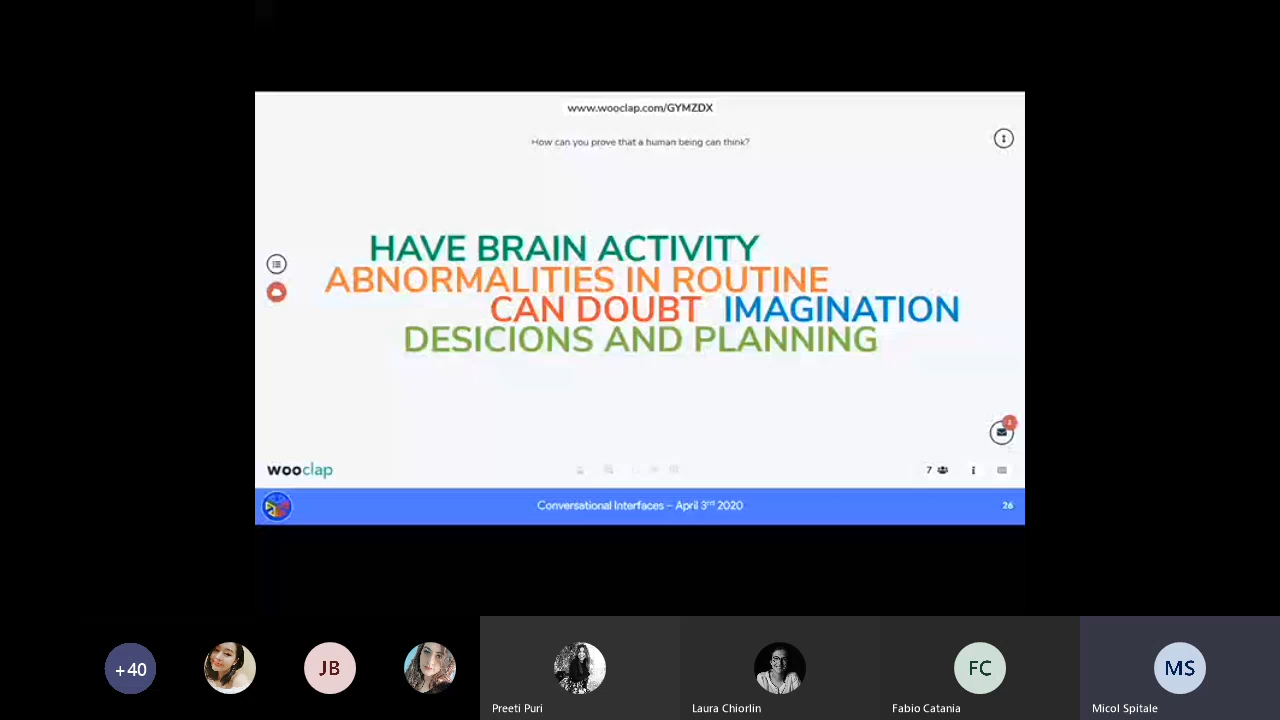 www.wooclap.com/GYMZDX
How can you prove that a human being can think?
HAVE BRAIN ACTIVITY
ABNORMALITIES IN ROUTINE
CAN DOUBT IMAGINATION
DESICIONS AND PLANNING
wooclap
7
Conversational Interfaces – April 3rd 2020
26
+40
JB
FC
MS
Preeti Puri
Laura Chiorlin
Fabio Catania
Micol Spitale